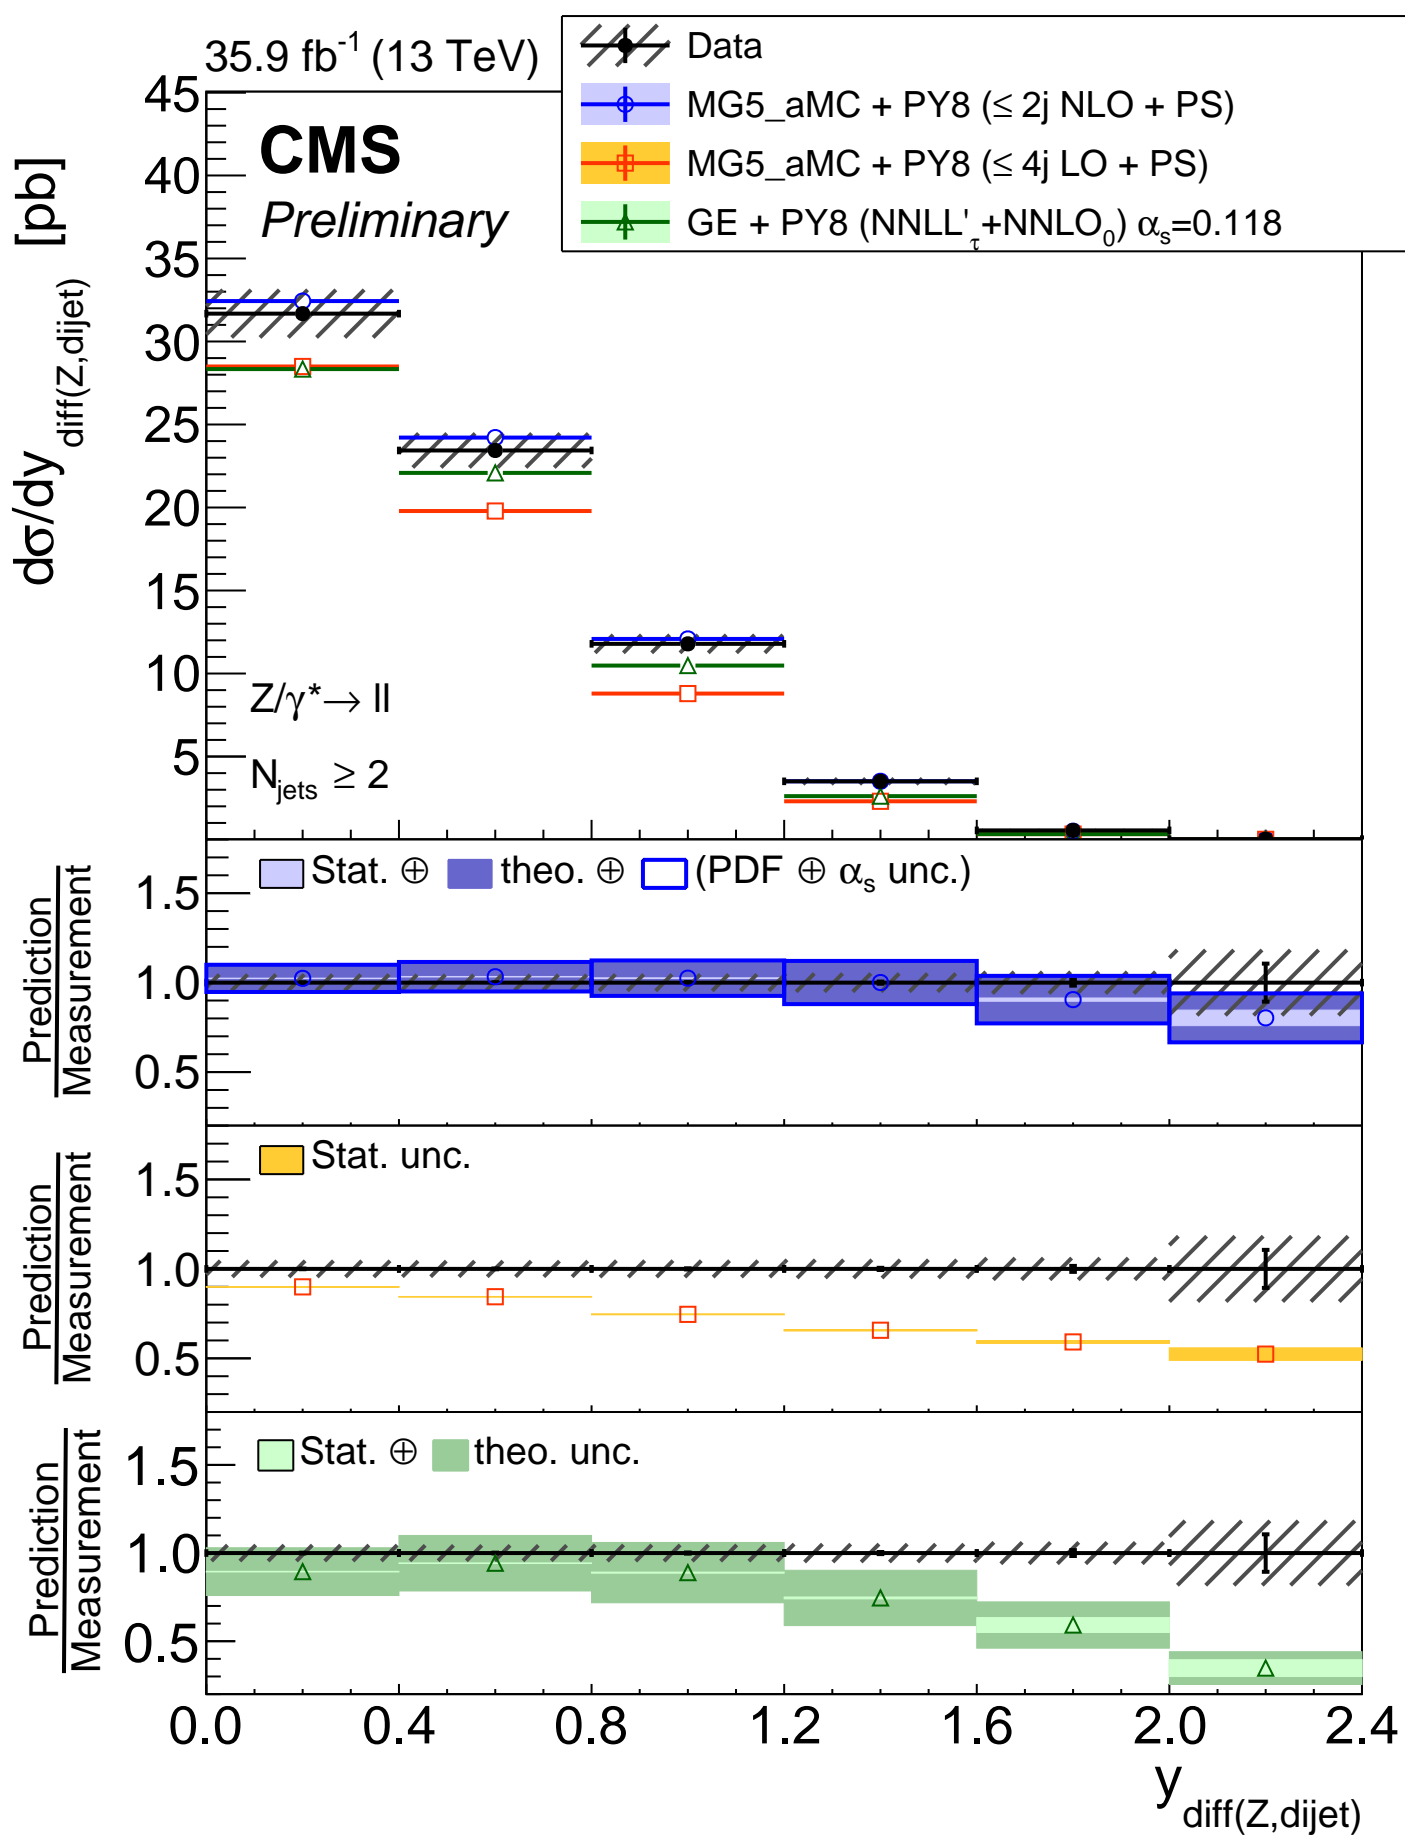 35.9 fb⁻¹ (13 TeV)
Data
MG5_aMC + PY8 (≤ 2j NLO + PS)
MG5_aMC + PY8 (≤ 4j LO + PS)
GE + PY8 (NNLL'τ+NNLO₀) αₛ=0.118
CMS
Preliminary
dσ/dy diff(Z,dijet) [pb]
45
40
35
30
25
20
15
10
5
Z/γ* → ll
N jets ≥ 2
Prediction
Measurement
Stat. ⊕ theo. ⊕ (PDF ⊕ αₛ unc.)
1.5
1.0
0.5
Prediction
Measurement
Stat. unc.
1.5
1.0
0.5
Prediction
Measurement
Stat. ⊕ theo. unc.
1.5
1.0
0.5
0.0 0.4 0.8 1.2 1.6 2.0 2.4
y diff(Z,dijet)